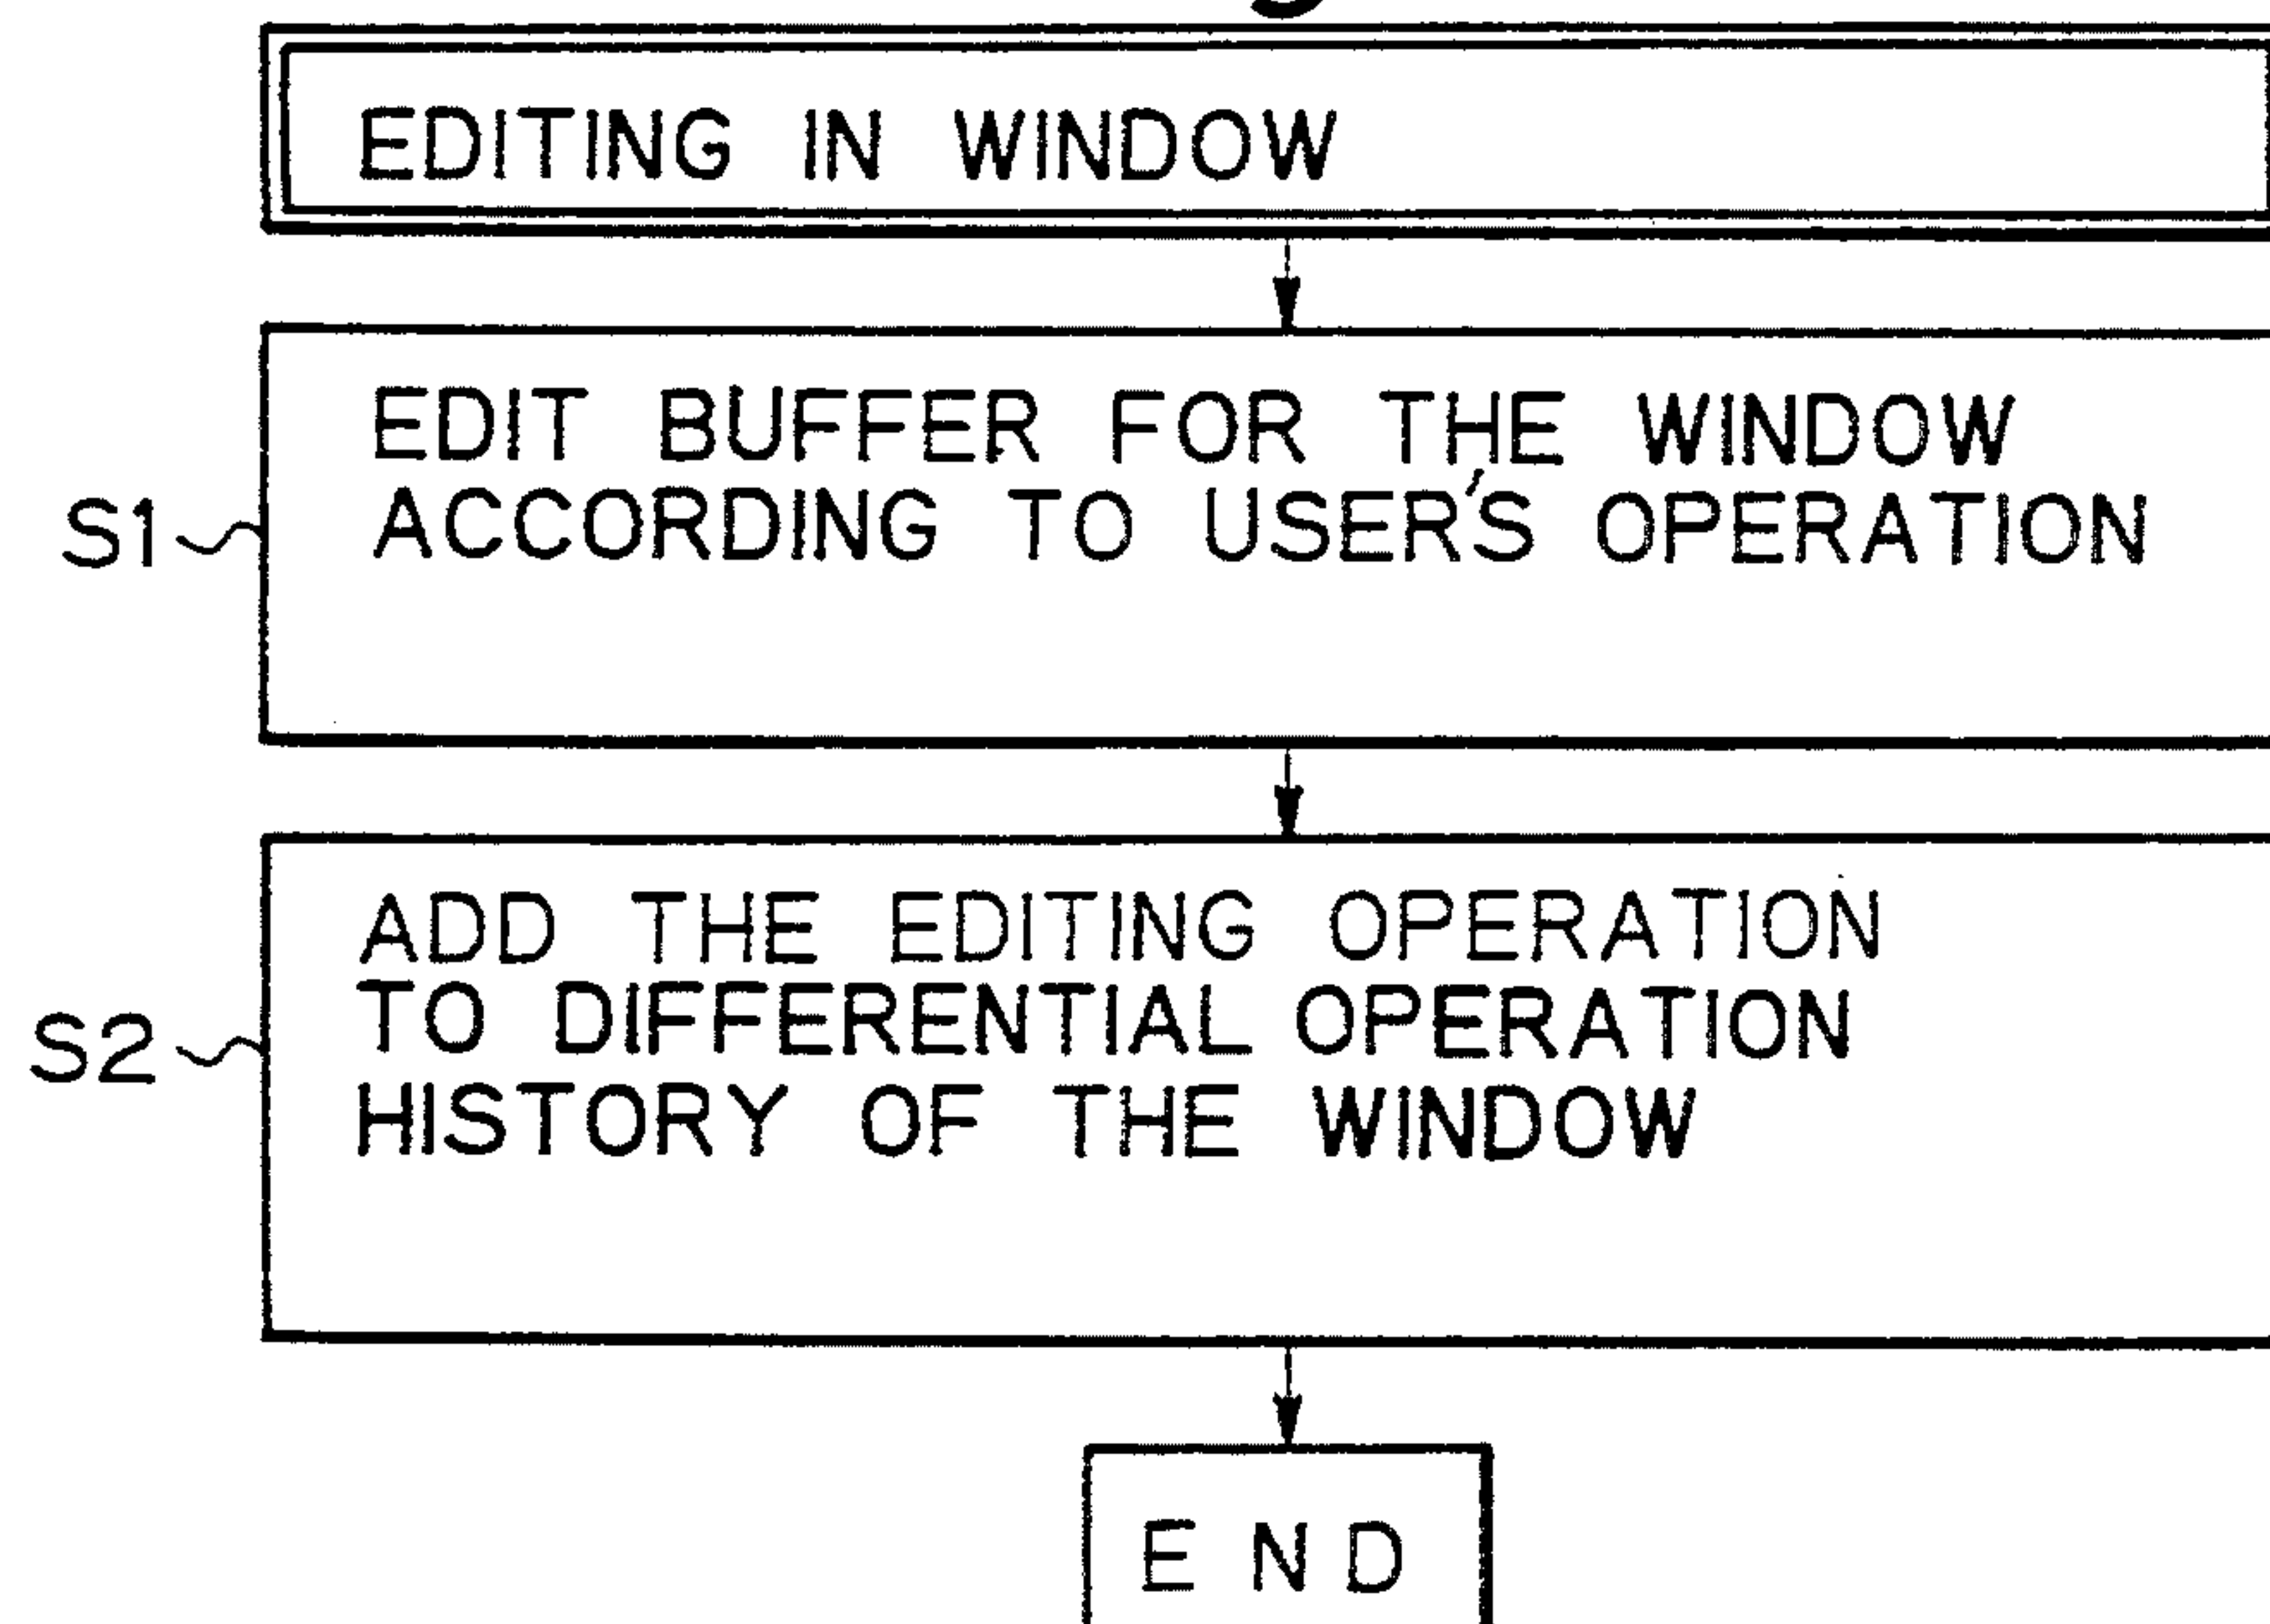 EDITING IN WINDOW
EDIT BUFFER FOR THE WINDOW
S1 ACCORDING TO USER'S OPERATION
ADD THE EDITING OPERATION
S2 TO DIFFERENTIAL OPERATION
HISTORY OF THE WINDOW
END